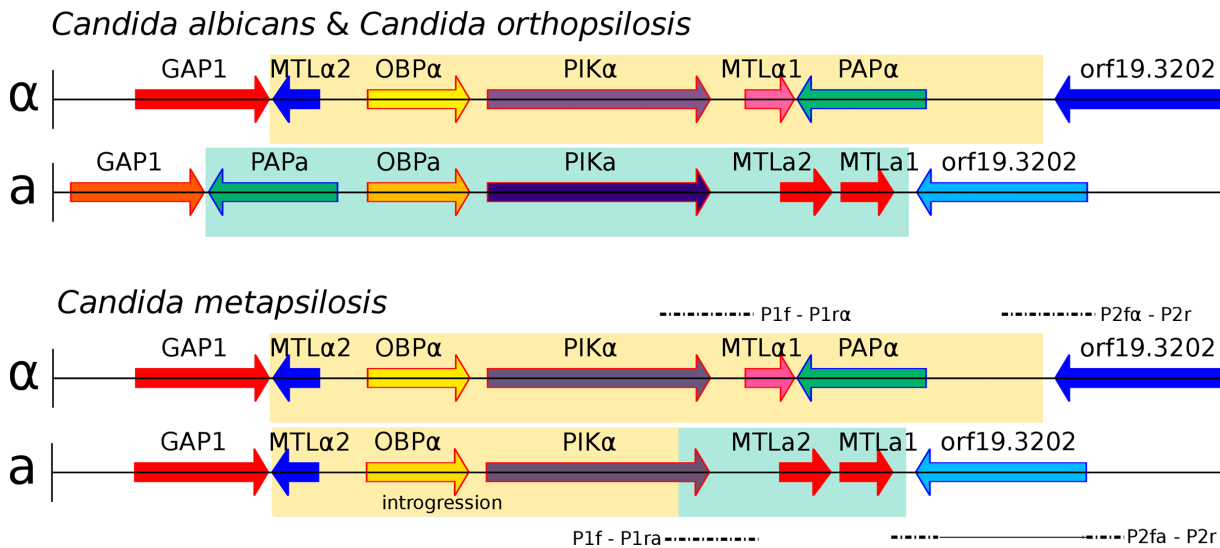 Candida albicans & Candida orthopsilosis
GAP1 MTLα2 OBPα PIKα MTLα1 PAPα orf19.3202
α
GAP1 PAPa OBPa PIKa MTLa2 MTLa1 orf19.3202
a
Candida metapsilosis
P1f - P1rα P2fα - P2r
GAP1 MTLα2 OBPα PIKα MTLα1 PAPα orf19.3202
α
GAP1 MTLα2 OBPα PIKα MTLa2 MTLa1 orf19.3202
a
introgression
P1f - P1ra P2fa - P2r